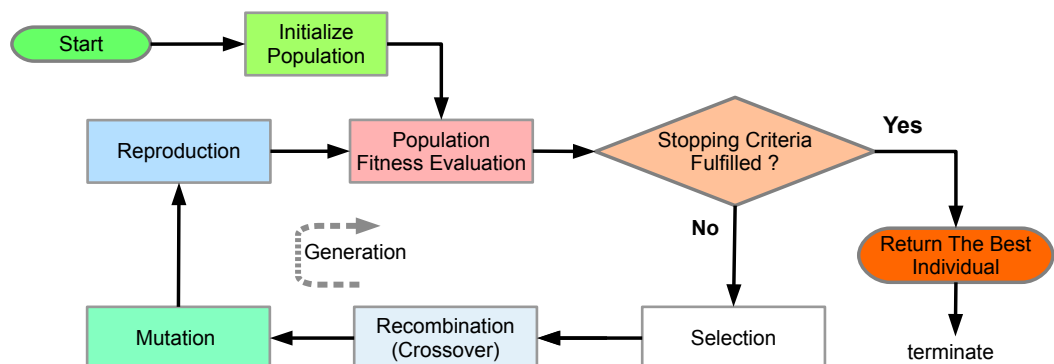 Start
Initialize
Population
Reproduction
Population
Fitness Evaluation
Stopping Criteria
Fulfilled ?
Yes
No
Generation
Return The Best
Individual
Mutation
Recombination
(Crossover)
Selection
terminate